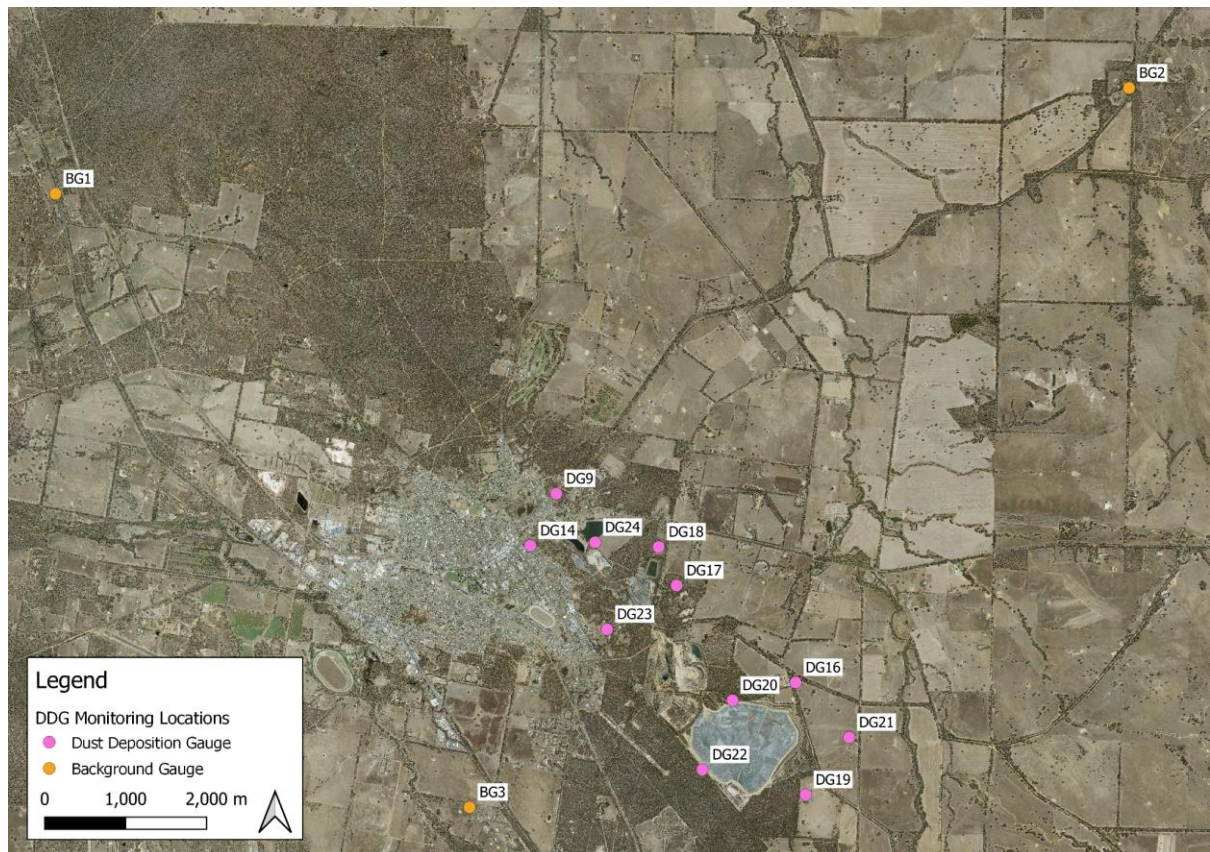 BG2
BG1
DG9
DG14
DG24
DG18
DG17
DG23
DG16
DG20
DG21
DG22
DG19
BG3
Legend
DDG Monitoring Locations
Dust Deposition Gauge
Background Gauge
0 1,000 2,000 m